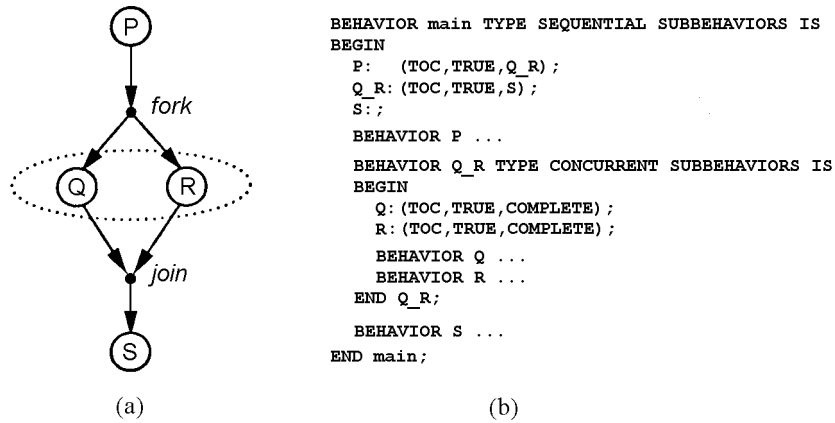 P
fork
Q
R
join
S
(a)
BEHAVIOR main TYPE SEQUENTIAL SUBBEHAVIORS IS
BEGIN
P: (TOC,TRUE,Q_R);
Q_R:(TOC,TRUE,S);
S:;
BEHAVIOR P ...
BEHAVIOR Q_R TYPE CONCURRENT SUBBEHAVIORS IS
BEGIN
Q:(TOC,TRUE,COMPLETE);
R:(TOC,TRUE,COMPLETE);
BEHAVIOR Q ...
BEHAVIOR R ...
END Q_R;
BEHAVIOR S ...
END main;
(b)